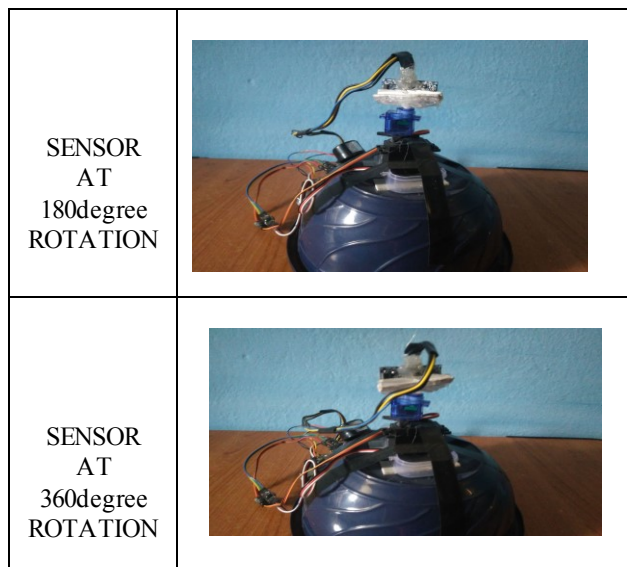 SENSOR
AT
180degree
ROTATION
SENSOR
AT
360degree
ROTATION